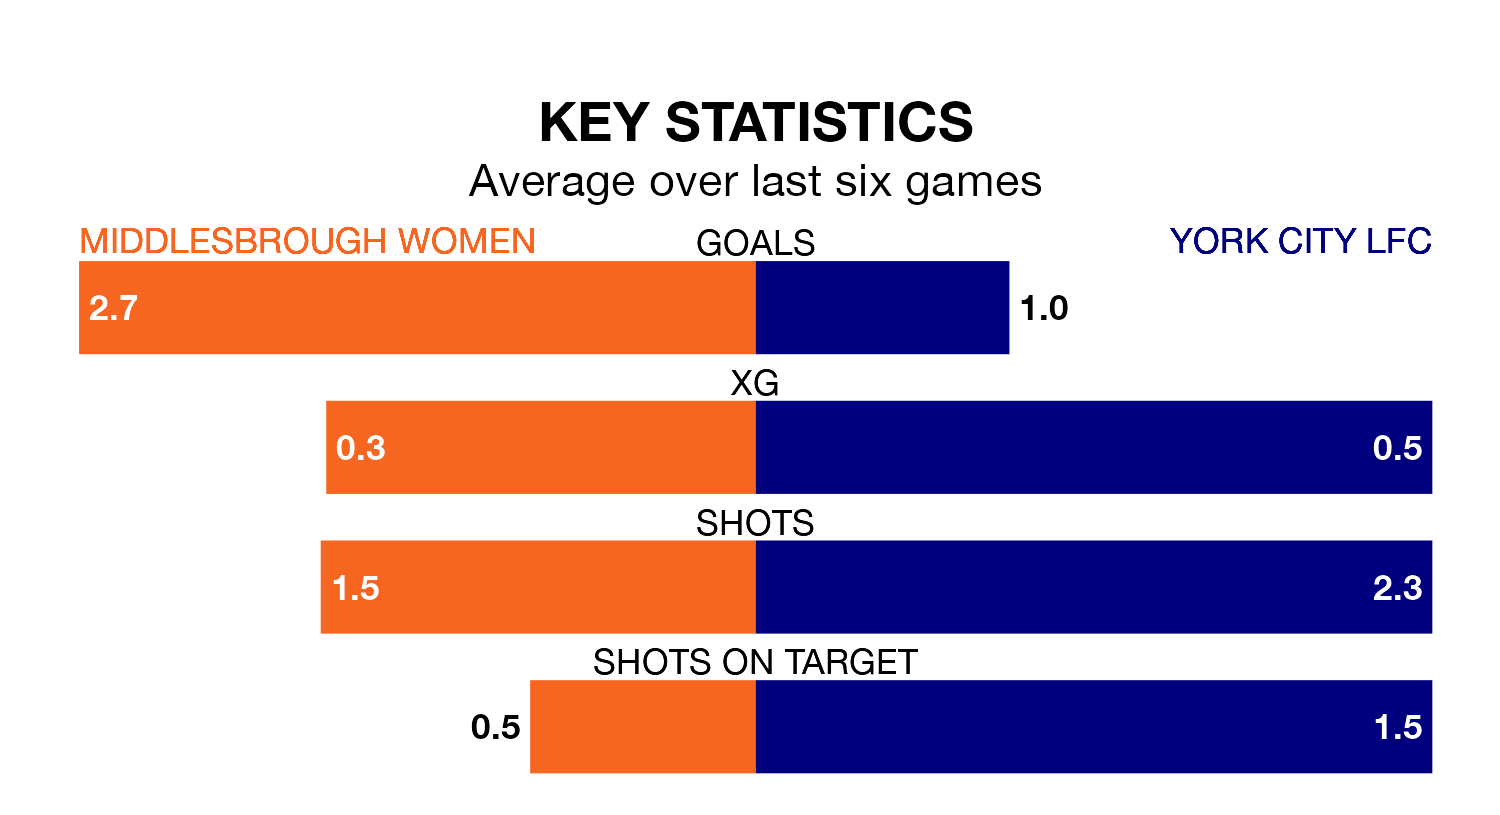 KEY STATISTICS
Average over last six games
MIDDLESBROUGH WOMEN GOALS YORK CITY LFC
2.7 1.0
XG
0.3 0.5
SHOTS
1.5 2.3
SHOTS ON TARGET
0.5 1.5